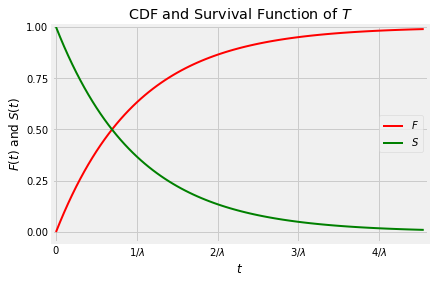 CDF and Survival Function of T
F(t) and S(t)
1.00
0.75
0.50
0.25
0.00
F
S
0 1/λ 2/λ 3/λ 4/λ
t